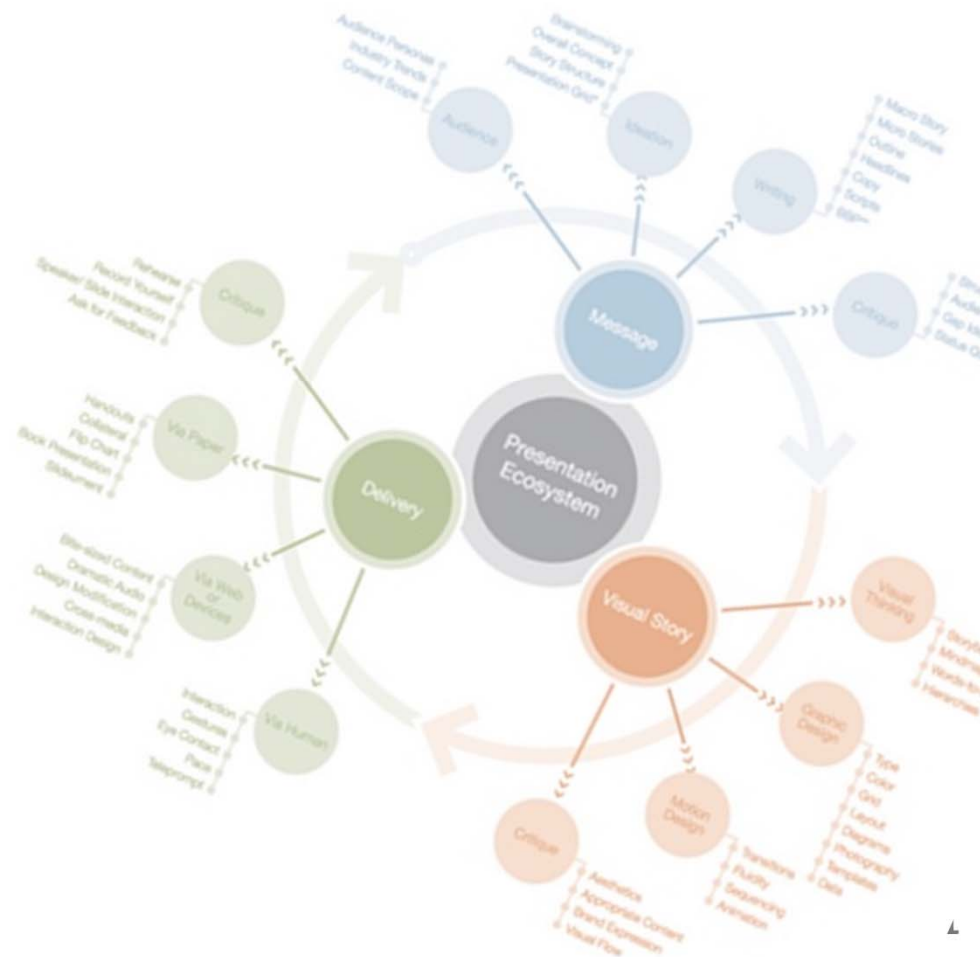 Presentation
Ecosystem
Message
Audience
Audience Personas
Industry Trends
Content Scope
Ideation
Brainstorming
Overall Concept
Story Structure
Presentation Grid
Writing
Macro Story
Micro Stories
Outline
Headlines
Copy
Scripts
Critique
Visual Story
Visual
Thinking
Graphic
Design
Type
Color
Grid
Layout
Diagrams
Photography
Templates
Data
Motion
Design
Transitions
Fluidity
Sequencing
Animation
Critique
Aesthetics
Appropriate Content
Brand Expression
Visual Flow
Delivery
Via Human
Interaction
Gestures
Eye Contact
Pace
Teleprompt
Via Web
or
Devices
Bite-sized Content
Dramatic Audio
Design Modification
Cross-media
Interaction Design
Via Paper
Handouts
Collateral
Flip Chart
Book Presentation
Slideument
Critique
Rehearse
Record Yourself
Speaker/ Slide Interaction
Ask for Feedback